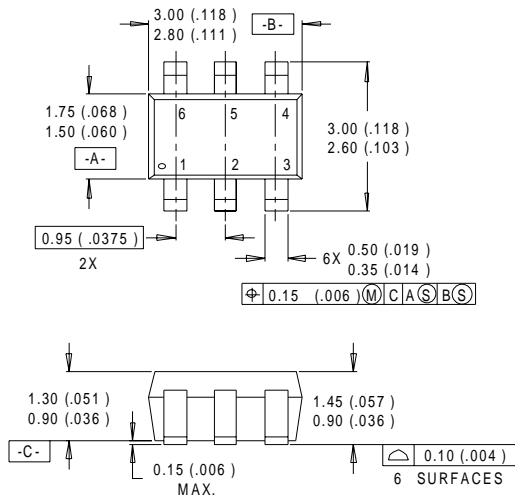 3.00 (.118 )
2.80 (.111 )
-B-
1.75 (.068 )
1.50 (.060 )
-A-
6 5 4
1 2 3
3.00 (.118 )
2.60 (.103 )
0.95 ( .0375 )
2X
6X 0.50 (.019 )
0.35 (.014 )
⌖ 0.15 (.006 ) Ⓜ C A Ⓢ B Ⓢ
1.30 (.051 )
0.90 (.036 )
1.45 (.057 )
0.90 (.036 )
-C-
0.15 (.006 )
MAX.
⌓ 0.10 (.004 )
6 SURFACES